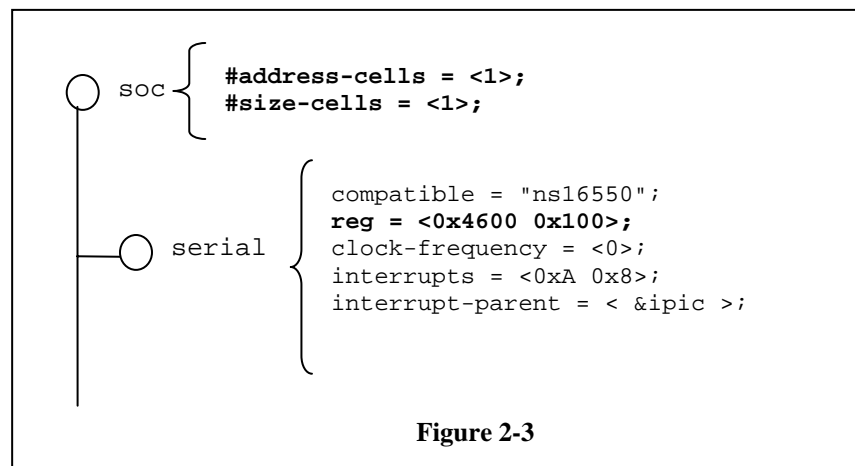 soc
#address-cells = <1>;
#size-cells = <1>;
serial
compatible = "ns16550";
reg = <0x4600 0x100>;
clock-frequency = <0>;
interrupts = <0xA 0x8>;
interrupt-parent = < &ipic >;
Figure 2-3